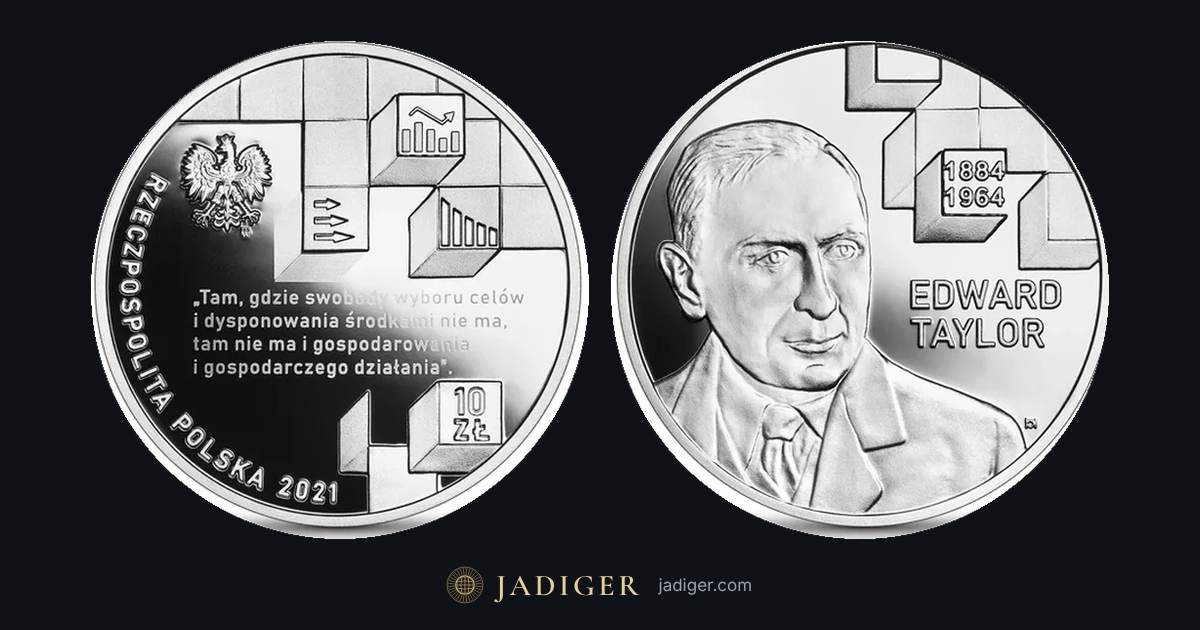 RZECZPOSPOLITA POLSKA 2021
„Tam, gdzie swobody wyboru celów
i dysponowania środkami nie ma,
tam nie ma i gospodarowania
i gospodarczego działania".
10
ZŁ
1884
1964
EDWARD
TAYLOR
JADIGER jadiger.com